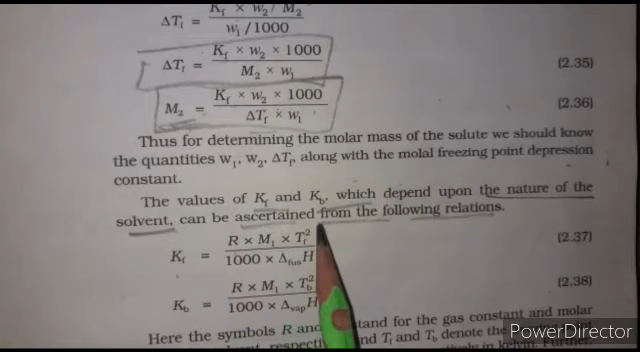 ΔT_f = K_f × w_2 / M_2 / w_1 / 1000
ΔT_f = K_f × w_2 × 1000 / M_2 × w_1 (2.35)
M_2 = K_f × w_2 × 1000 / ΔT_f × w_1 (2.36)
Thus for determining the molar mass of the solute we should know
the quantities w_1, w_2, ΔT_f, along with the molal freezing point depression
constant.
The values of K_f and K_b, which depend upon the nature of the
solvent, can be ascertained from the following relations.
K_f = R × M_1 × T_f^2 / 1000 × Δ_fus H (2.37)
K_b = R × M_1 × T_b^2 / 1000 × Δ_vap H (2.38)
Here the symbols R and stand for the gas constant and molar
T_f and T_b denote the
in kelvin. Further,
PowerDirector